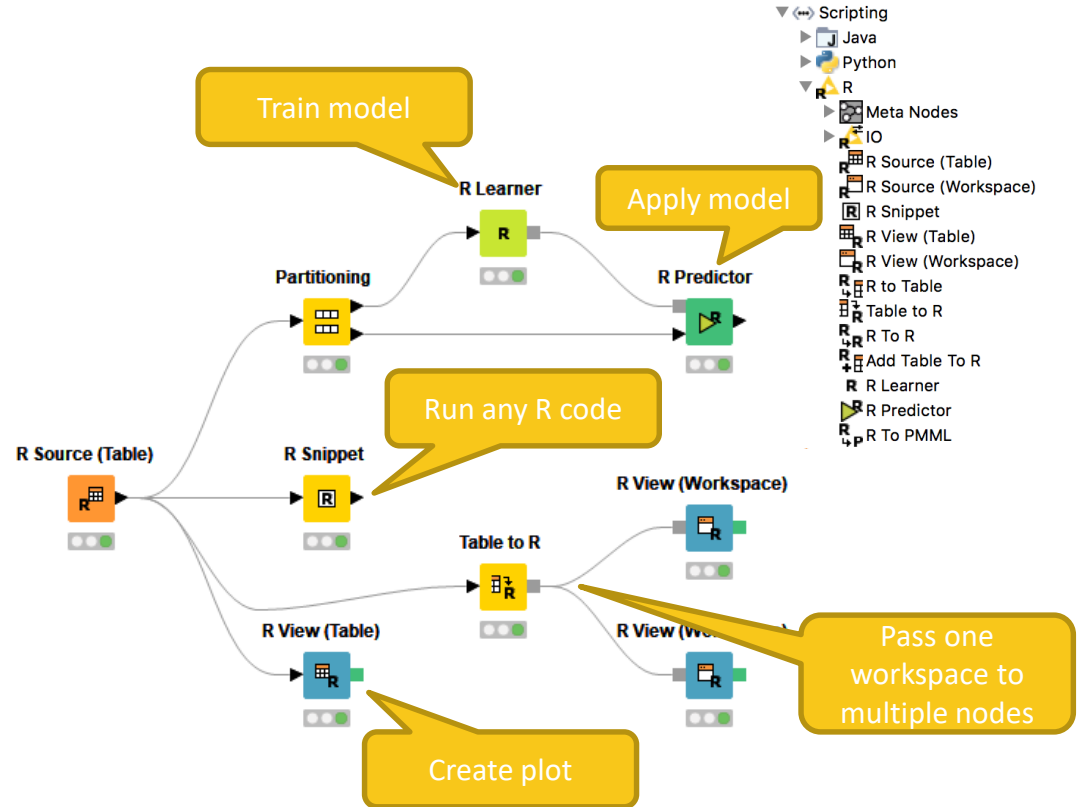 Scripting
Java
Python
R
Meta Nodes
IO
R Source (Table)
R Source (Workspace)
R Snippet
R View (Table)
R View (Workspace)
R to Table
Table to R
R To R
Add Table To R
R Learner
R Predictor
R To PMML
Train model
R Learner
Apply model
Partitioning
R Predictor
Run any R code
R Source (Table)
R Snippet
R View (Workspace)
Table to R
R View (Table)
R View (W
Pass one
workspace to
multiple nodes
Create plot